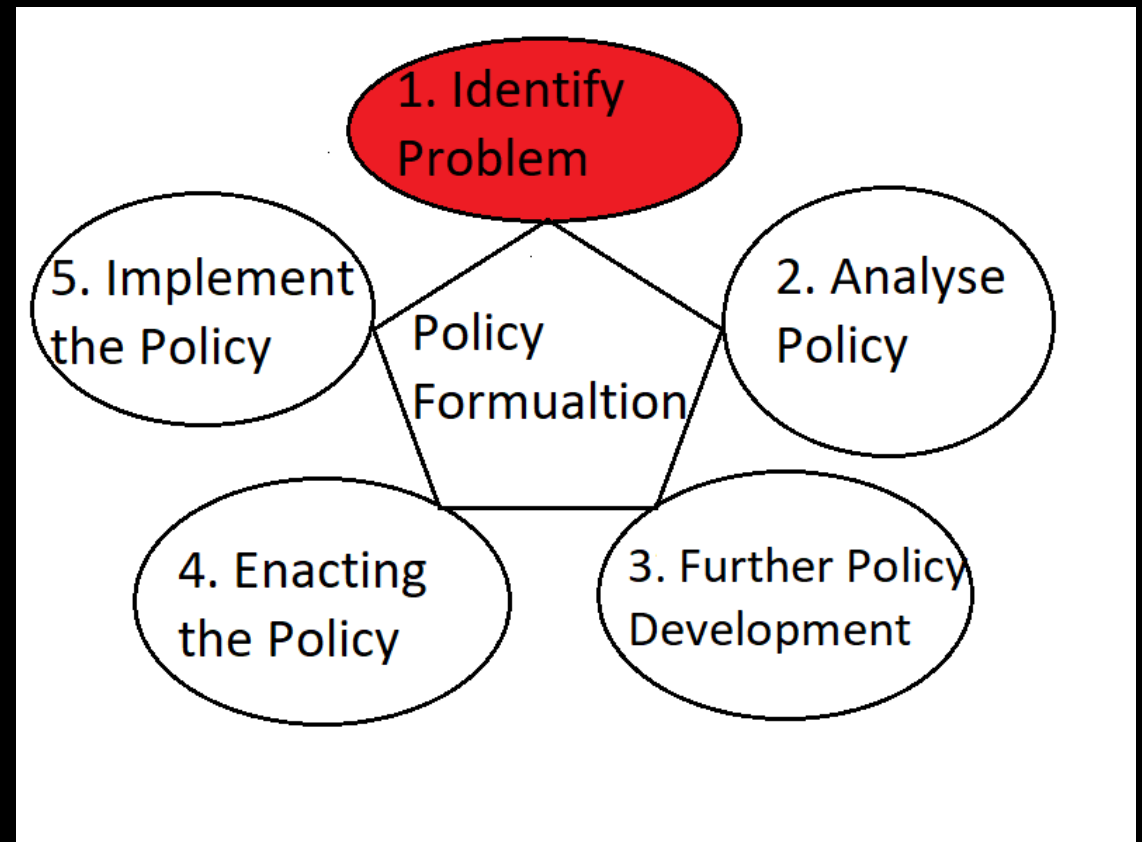 1. Identify
Problem
5. Implement
the Policy
2. Analyse
Policy
Policy
Formualtion
4. Enacting
the Policy
3. Further Policy
Development